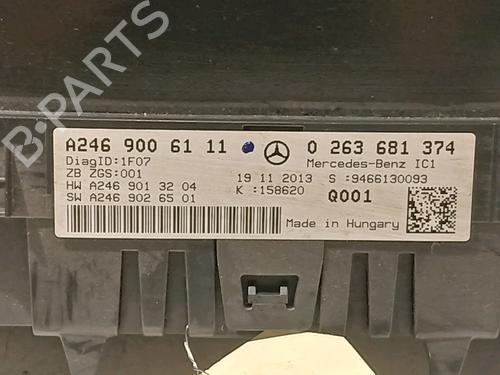 B-PARTS
A246 900 61 11 0 263 681 374
DiagID:1F07 Mercedes-Benz IC1
ZB ZGS:001 19 11 2013 S :9466130093
HW A246 901 32 04 K :158620 Q001
SW A246 902 65 01
Made in Hungary